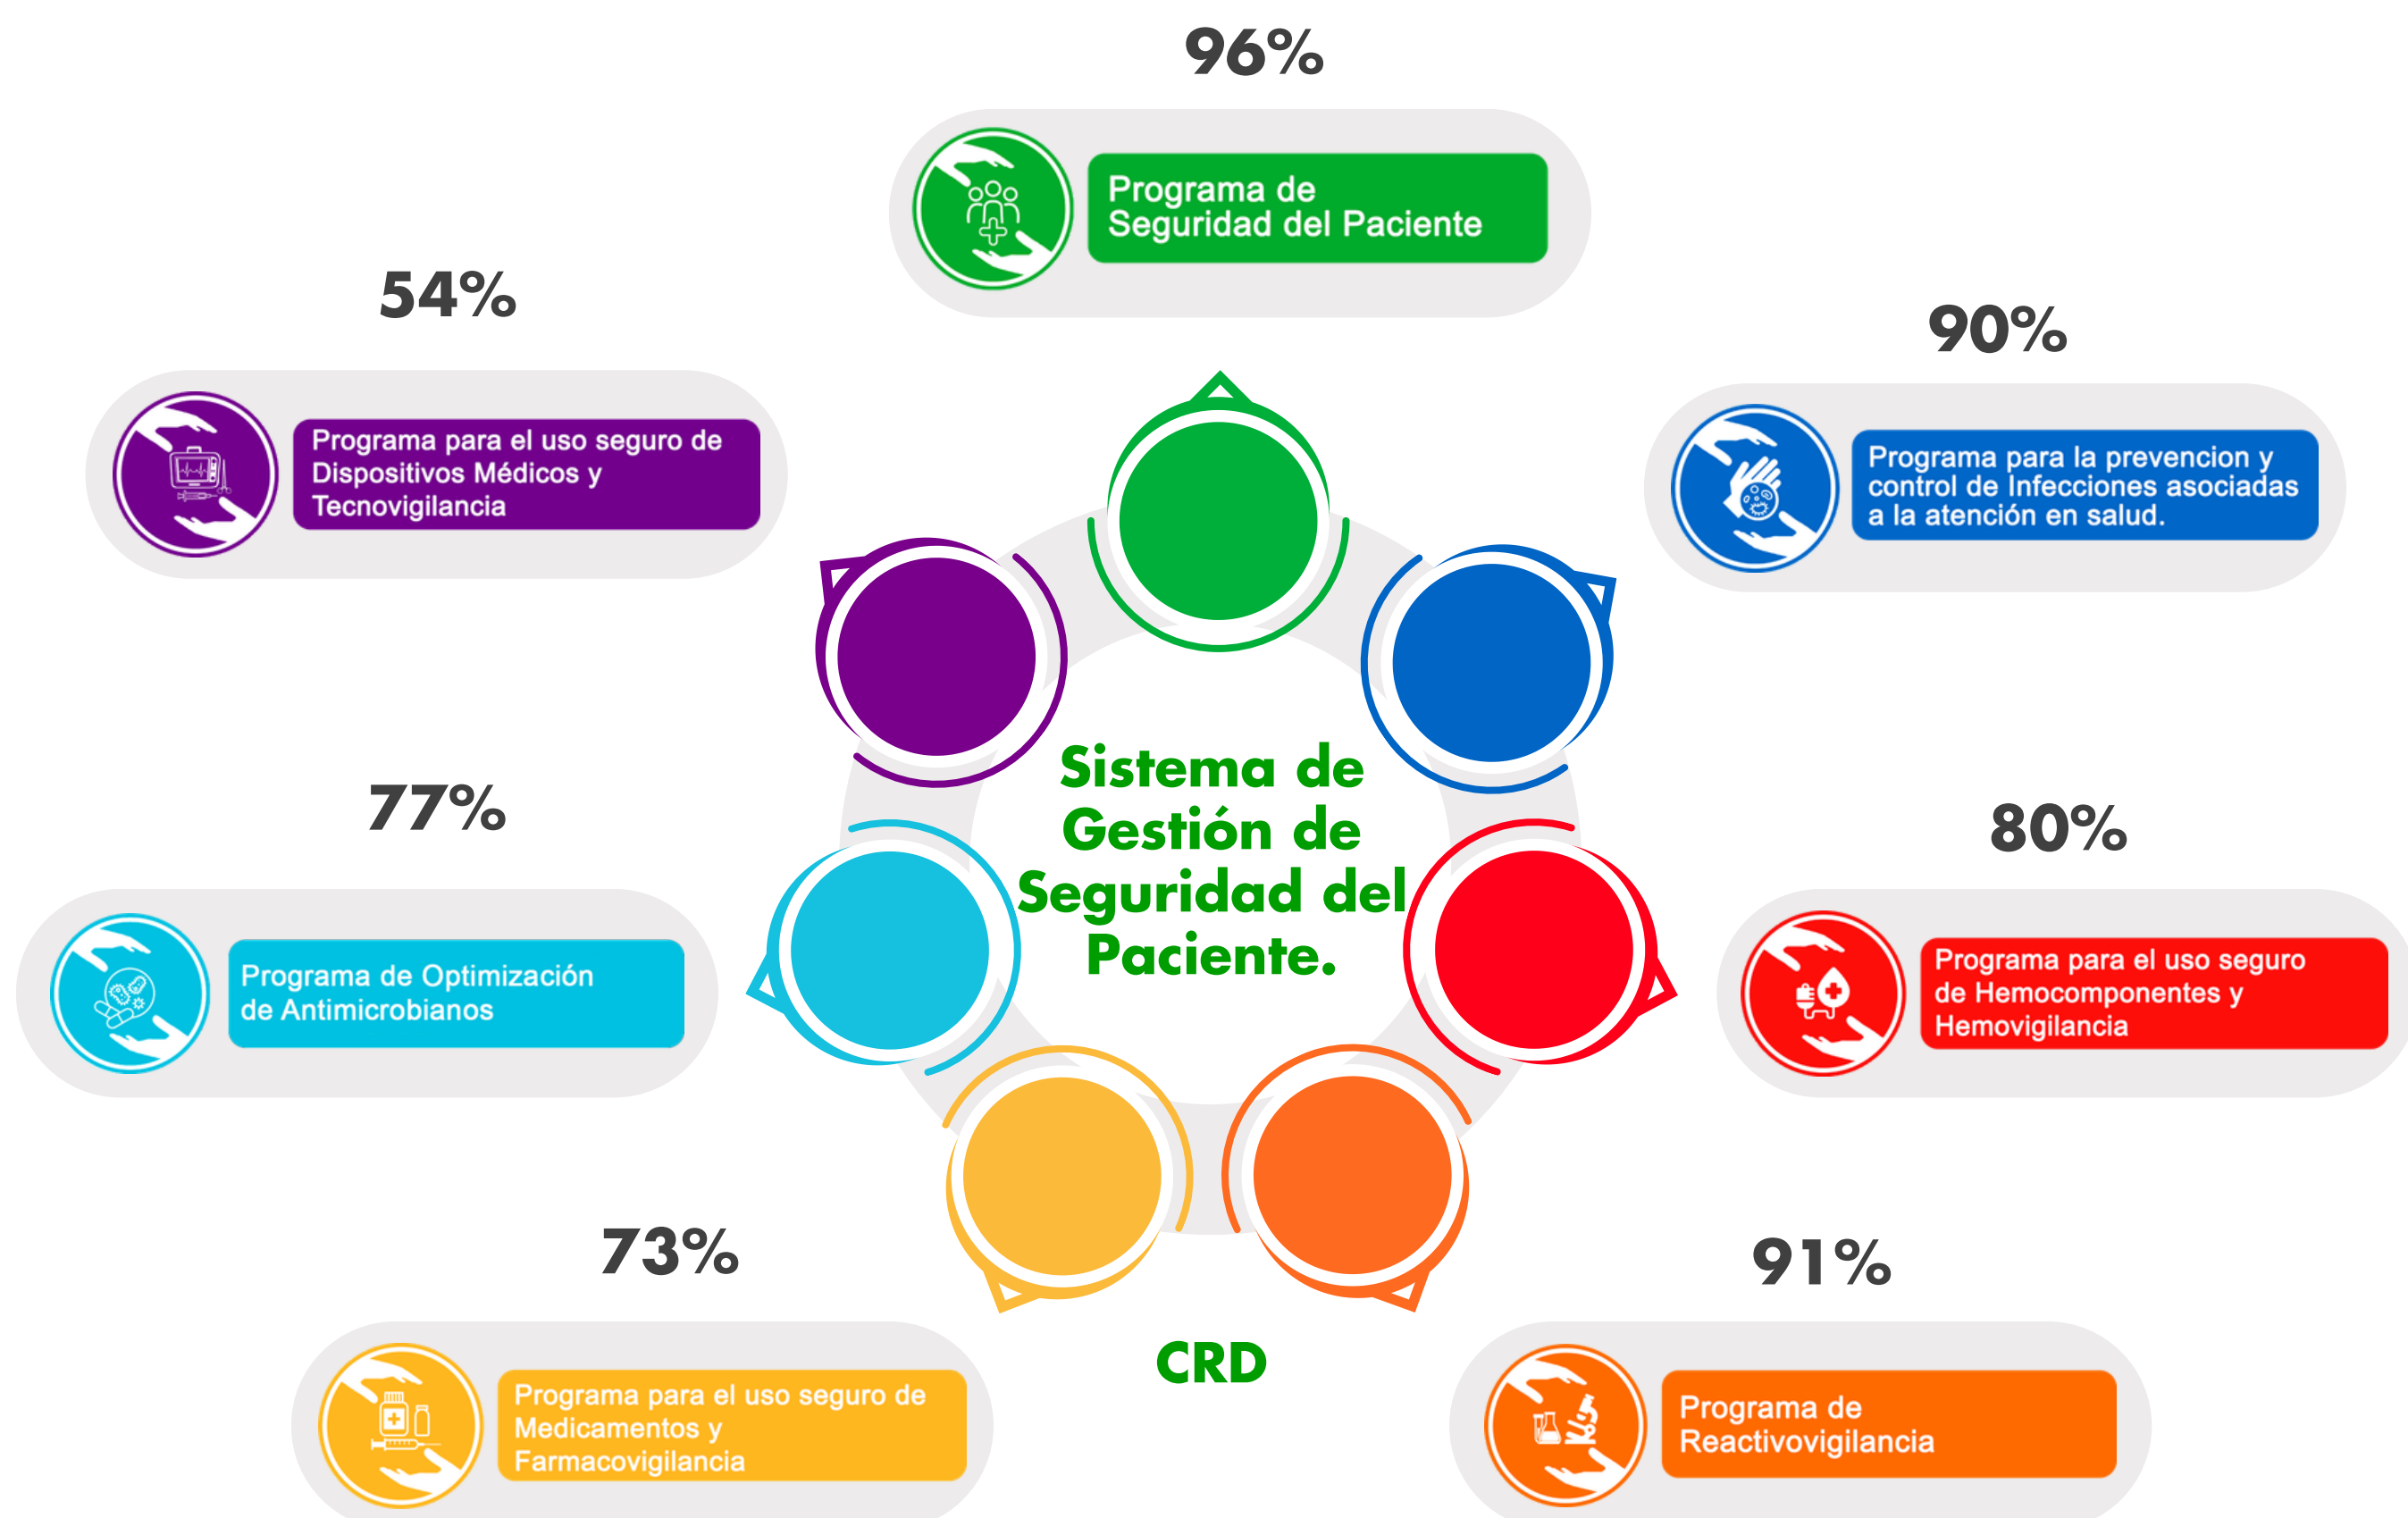 96%
Programa de
Seguridad del Paciente
54%
Programa para el uso seguro de
Dispositivos Médicos y
Tecnovigilancia
90%
Programa para la prevencion y
control de Infecciones asociadas
a la atención en salud.
Sistema de
Gestión de
Seguridad del
Paciente.
77%
Programa de Optimización
de Antimicrobianos
80%
Programa para el uso seguro
de Hemocomponentes y
Hemovigilancia
73%
Programa para el uso seguro de
Medicamentos y
Farmacovigilancia
CRD
91%
Programa de
Reactivovigilancia